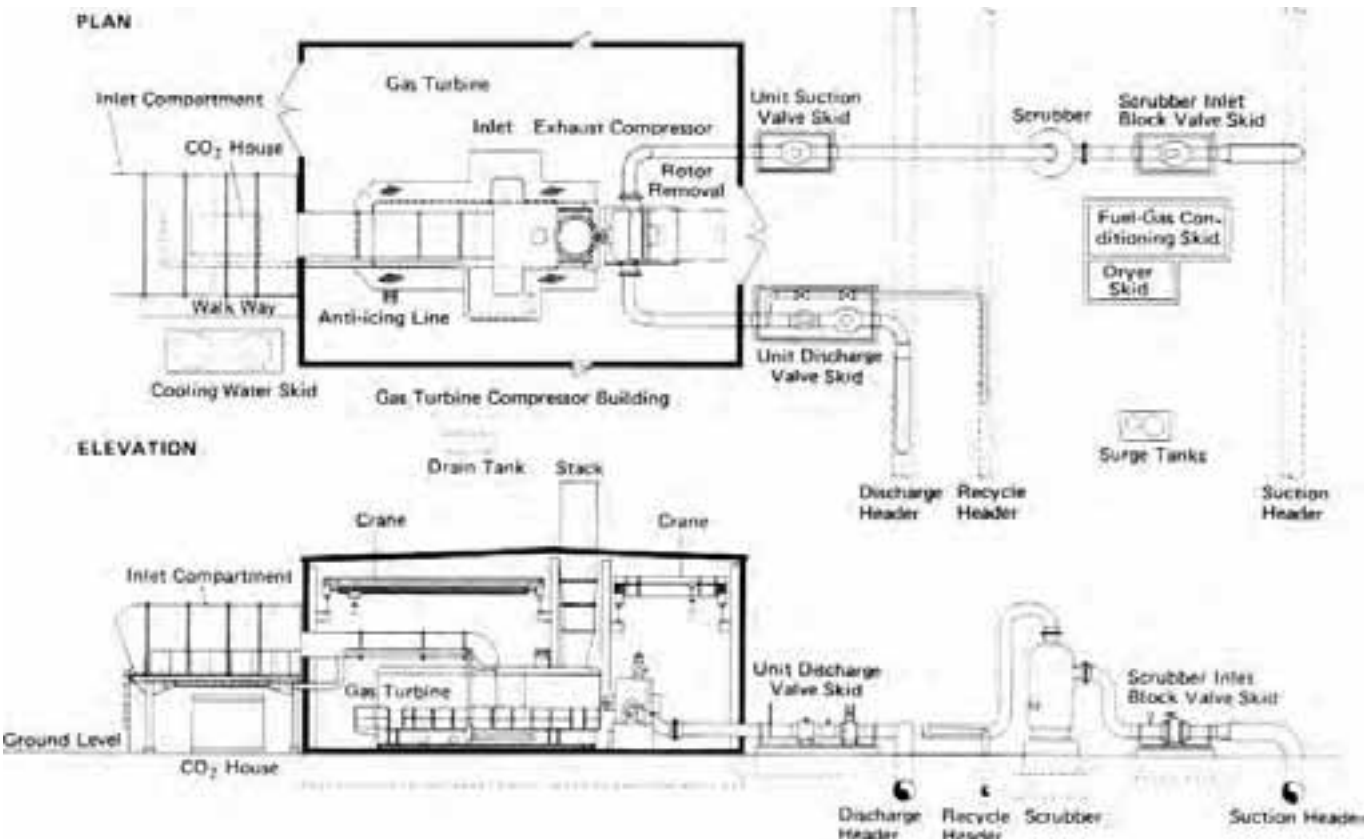 PLAN
Inlet Compartment
CO₂ House
Gas Turbine
Inlet
Exhaust Compressor
Rotor
Removal
Unit Suction
Valve Skid
Scrubber
Scrubber Inlet
Block Valve Skid
Fuel-Gas Con-
ditioning Skid
Dryer
Skid
Walk Way
Anti-icing Line
Cooling Water Skid
Gas Turbine Compressor Building
Unit Discharge
Valve Skid
Surge Tanks
Discharge
Header
Recycle
Header
Suction
Header
ELEVATION
Drain Tank
Stack
Crane
Crane
Inlet Compartment
Gas Turbine
Unit Discharge
Valve Skid
Scrubber Inlet
Block Valve Skid
Ground Level
CO₂ House
Discharge
Header
Recycle
Header
Scrubber
Suction Header